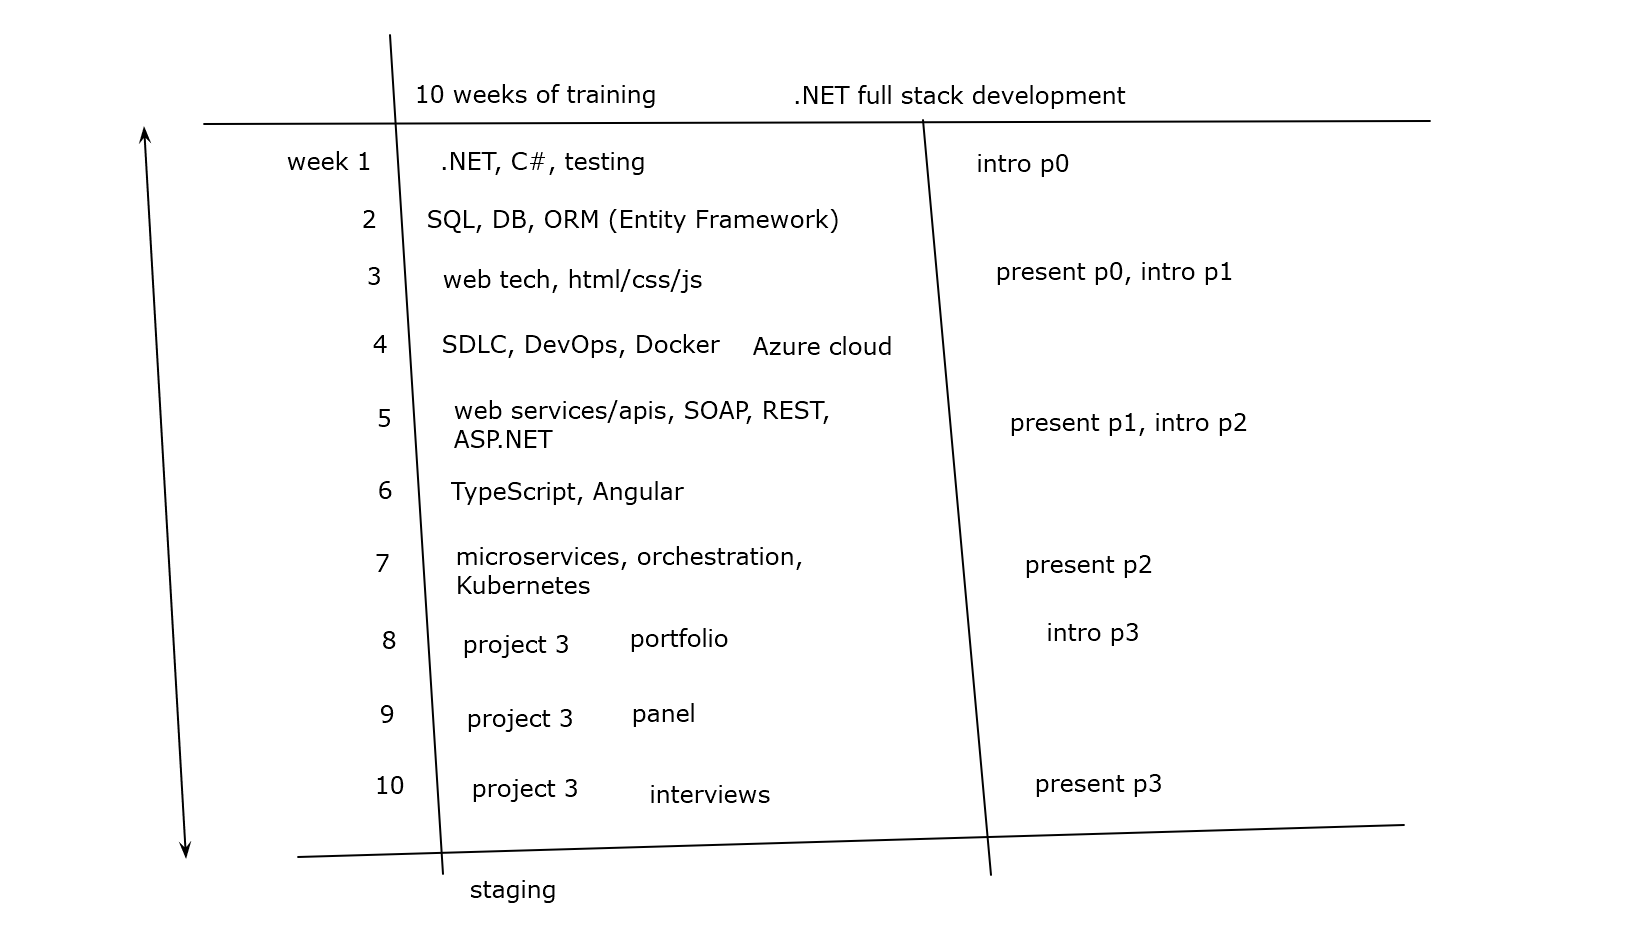 10 weeks of training .NET full stack development
week 1 .NET, C#, testing intro p0
2 SQL, DB, ORM (Entity Framework)
3 web tech, html/css/js present p0, intro p1
4 SDLC, DevOps, Docker Azure cloud
5 web services/apis, SOAP, REST,
ASP.NET
present p1, intro p2
6 TypeScript, Angular
7 microservices, orchestration,
Kubernetes
present p2
8 project 3 portfolio intro p3
9 project 3 panel
10 project 3 interviews present p3
staging